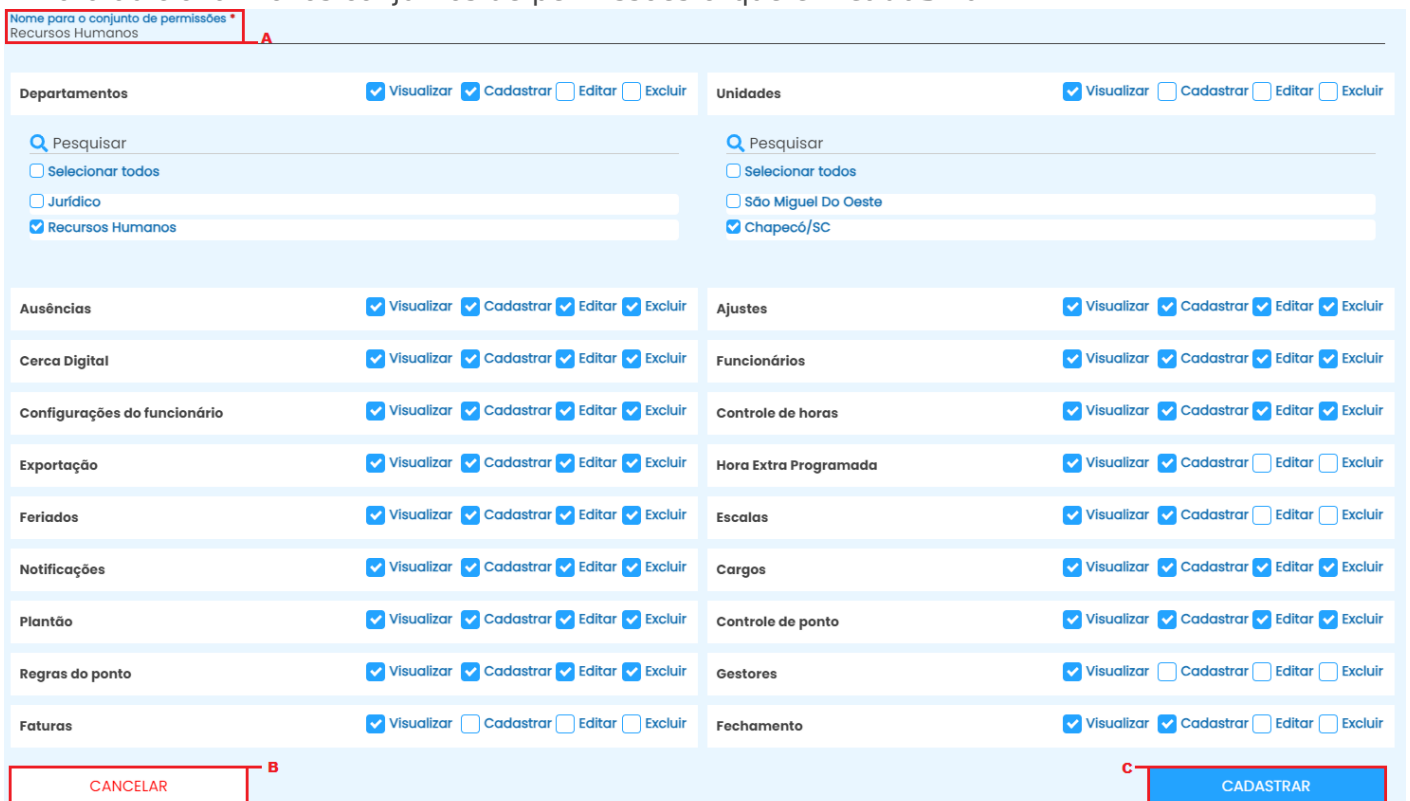 Nome para o conjunto de permissões *
Recursos Humanos
A
Departamentos Visualizar Cadastrar Editar Excluir Unidades Visualizar Cadastrar Editar Excluir
Pesquisar Pesquisar
Selecionar todos Selecionar todos
Jurídico São Miguel Do Oeste
Recursos Humanos Chapecó/SC
Ausências Visualizar Cadastrar Editar Excluir Ajustes Visualizar Cadastrar Editar Excluir
Cerca Digital Visualizar Cadastrar Editar Excluir Funcionários Visualizar Cadastrar Editar Excluir
Configurações do funcionário Visualizar Cadastrar Editar Excluir Controle de horas Visualizar Cadastrar Editar Excluir
Exportação Visualizar Cadastrar Editar Excluir Hora Extra Programada Visualizar Cadastrar Editar Excluir
Feriados Visualizar Cadastrar Editar Excluir Escalas Visualizar Cadastrar Editar Excluir
Notificações Visualizar Cadastrar Editar Excluir Cargos Visualizar Cadastrar Editar Excluir
Plantão Visualizar Cadastrar Editar Excluir Controle de ponto Visualizar Cadastrar Editar Excluir
Regras do ponto Visualizar Cadastrar Editar Excluir Gestores Visualizar Cadastrar Editar Excluir
Faturas Visualizar Cadastrar Editar Excluir Fechamento Visualizar Cadastrar Editar Excluir
B C
CANCELAR CADASTRAR